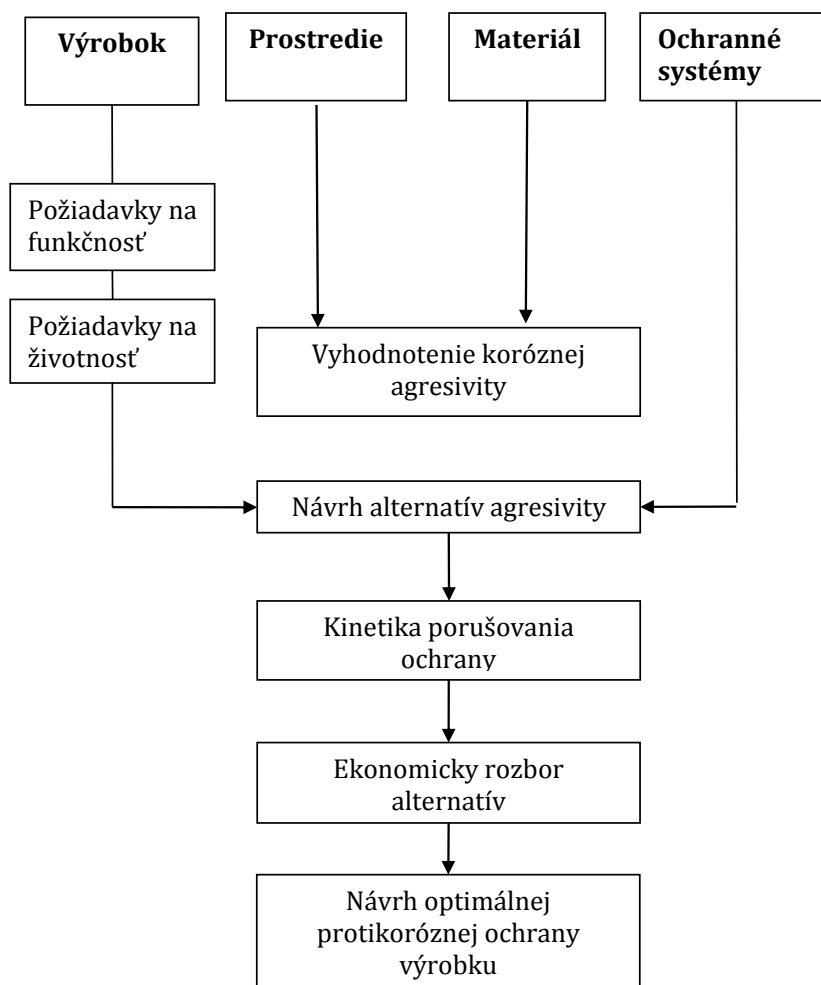 Výrobok
Prostredie
Materiál
Ochranné
systémy
Požiadavky na
funkčnosť
Požiadavky na
životnosť
Vyhodnotenie koróznej
agresivity
Návrh alternatív agresivity
Kinetika porušovania
ochrany
Ekonomicky rozbor
alternatív
Návrh optimálnej
protikoróznej ochrany
výrobku